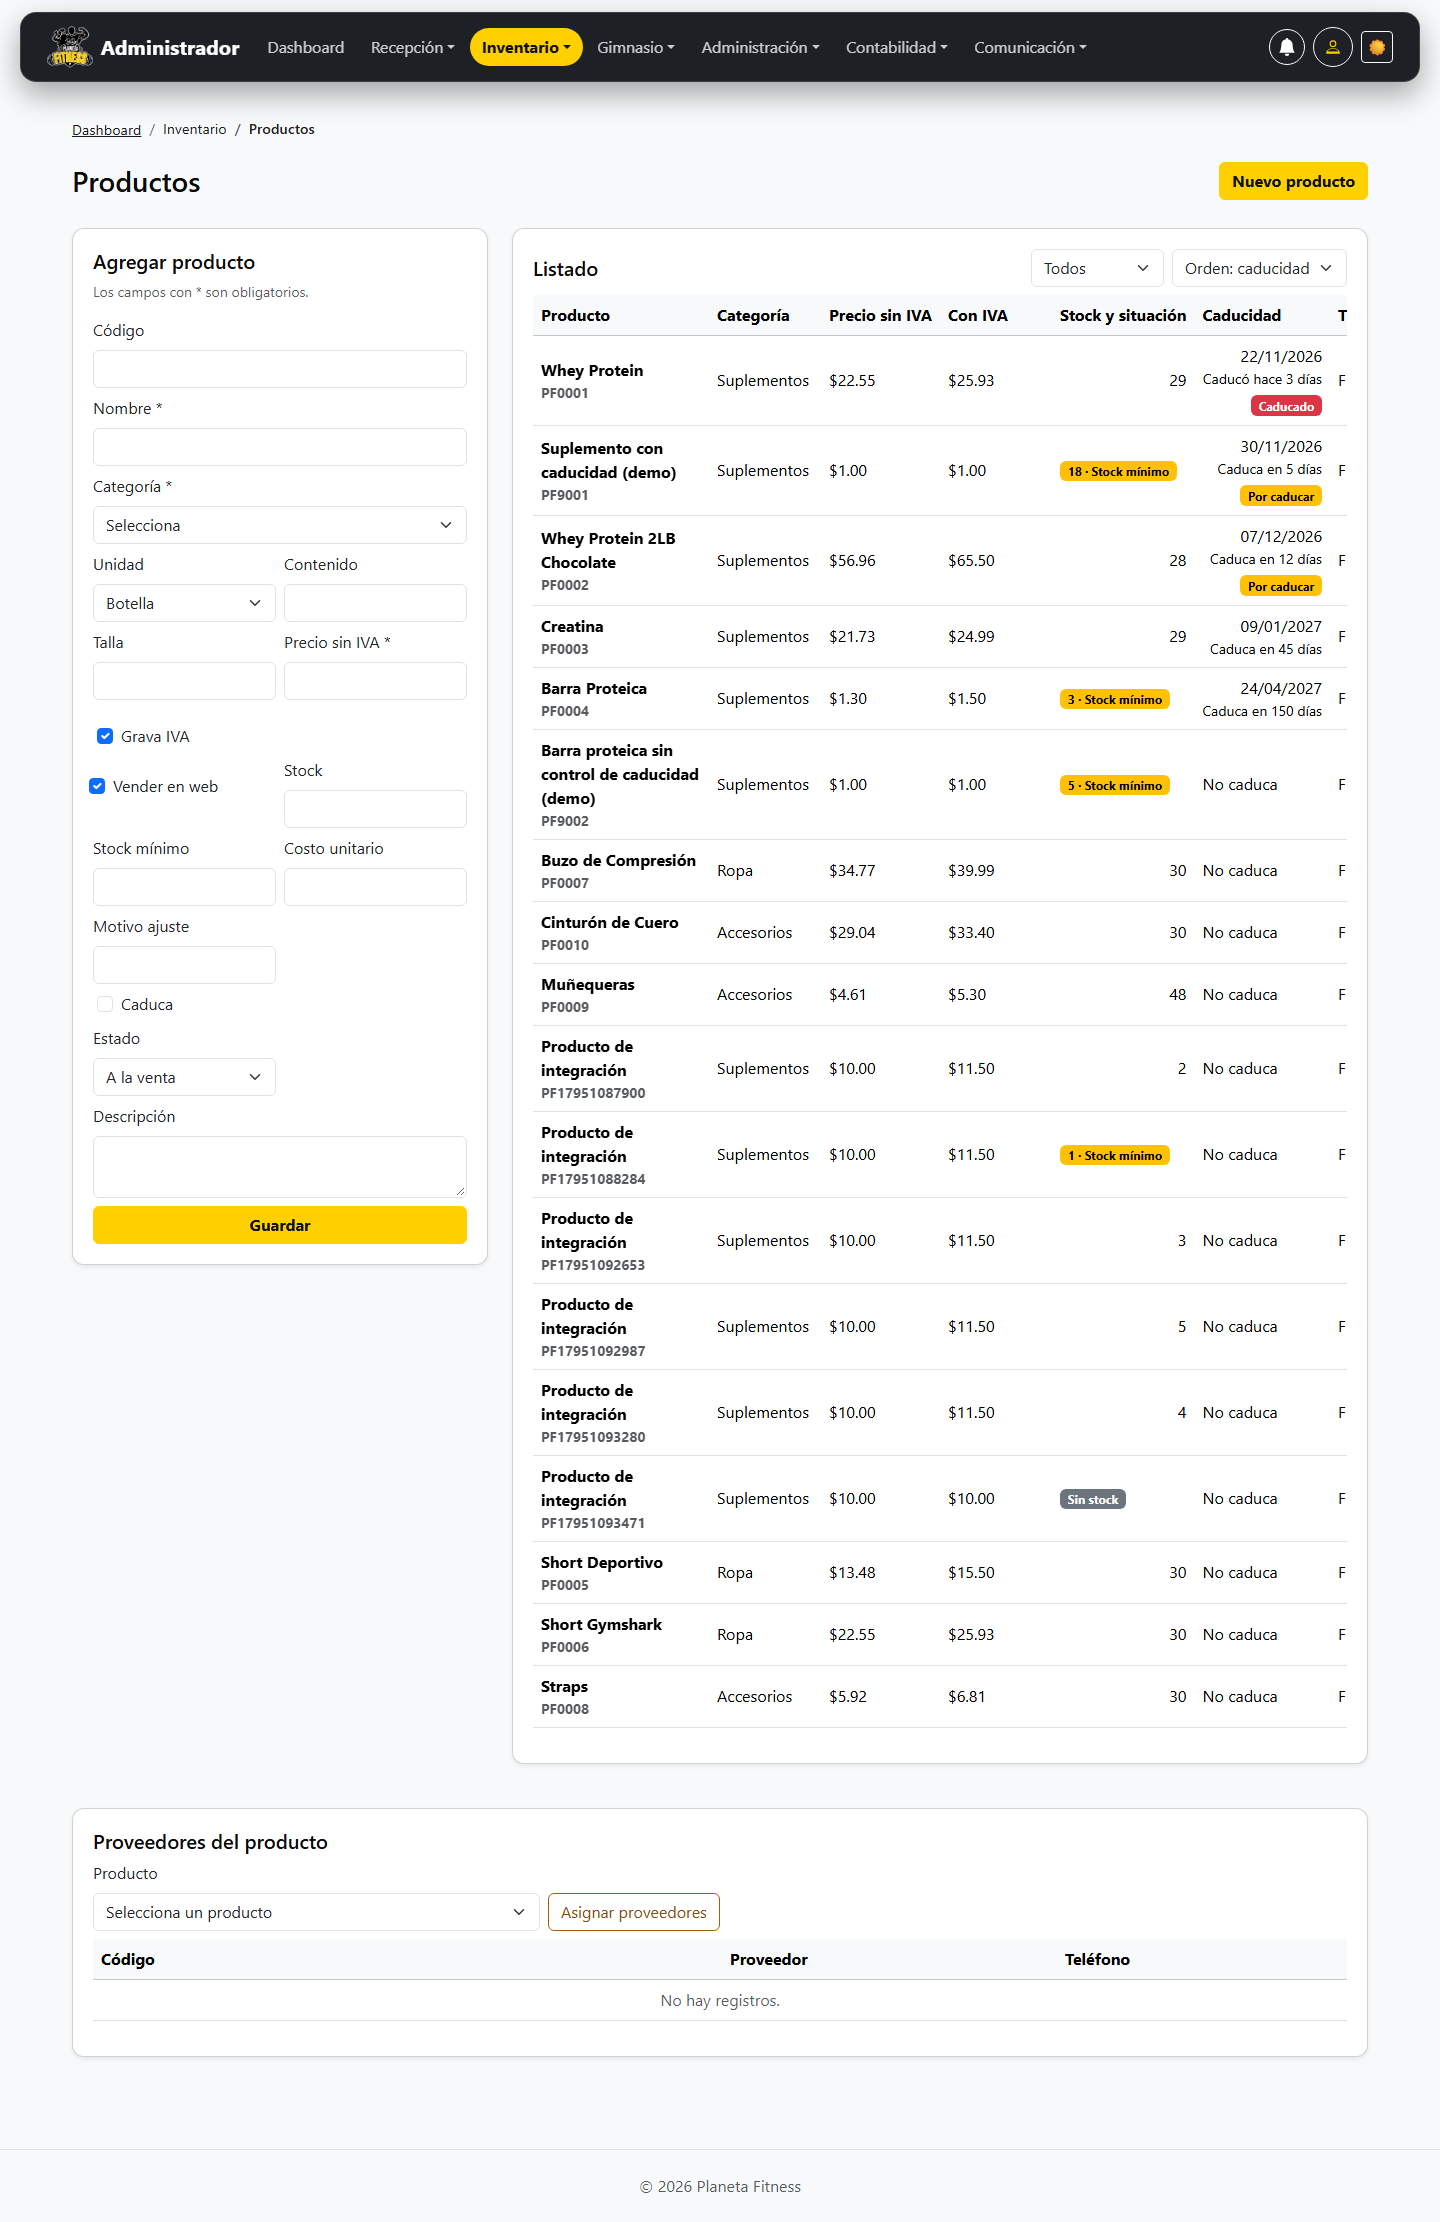 Administrador Dashboard Recepción Inventario Gimnasio Administración Contabilidad Comunicación
Dashboard / Inventario / Productos
Productos
Nuevo producto
Agregar producto
Los campos con * son obligatorios.
Código
Nombre *
Categoría *
Selecciona
Unidad Contenido
Botella
Talla Precio sin IVA *
Grava IVA
Vender en web
Stock
Stock mínimo Costo unitario
Motivo ajuste
Caduca
Estado
A la venta
Descripción
Guardar
Listado
Todos Orden: caducidad
Producto Categoría Precio sin IVA Con IVA Stock y situación Caducidad T
Whey Protein
PF0001
Suplementos $22.55 $25.93 29
22/11/2026
Caducó hace 3 días
Caducado
F
Suplemento con
caducidad (demo)
PF9001
Suplementos $1.00 $1.00 18 · Stock mínimo
30/11/2026
Caduca en 5 días
Por caducar
F
Whey Protein 2LB
Chocolate
PF0002
Suplementos $56.96 $65.50 28
07/12/2026
Caduca en 12 días
Por caducar
F
Creatina
PF0003
Suplementos $21.73 $24.99 29
09/01/2027
Caduca en 45 días
F
Barra Proteica
PF0004
Suplementos $1.30 $1.50 3 · Stock mínimo
24/04/2027
Caduca en 150 días
F
Barra proteica sin
control de caducidad
(demo)
PF9002
Suplementos $1.00 $1.00 5 · Stock mínimo No caduca F
Buzo de Compresión
PF0007
Ropa $34.77 $39.99 30 No caduca F
Cinturón de Cuero
PF0010
Accesorios $29.04 $33.40 30 No caduca F
Muñequeras
PF0009
Accesorios $4.61 $5.30 48 No caduca F
Producto de
integración
PF17951087900
Suplementos $10.00 $11.50 2 No caduca F
Producto de
integración
PF17951088284
Suplementos $10.00 $11.50 1 · Stock mínimo No caduca F
Producto de
integración
PF17951092653
Suplementos $10.00 $11.50 3 No caduca F
Producto de
integración
PF17951092987
Suplementos $10.00 $11.50 5 No caduca F
Producto de
integración
PF17951093280
Suplementos $10.00 $11.50 4 No caduca F
Producto de
integración
PF17951093471
Suplementos $10.00 $10.00 Sin stock No caduca F
Short Deportivo
PF0005
Ropa $13.48 $15.50 30 No caduca F
Short Gymshark
PF0006
Ropa $22.55 $25.93 30 No caduca F
Straps
PF0008
Accesorios $5.92 $6.81 30 No caduca F
Proveedores del producto
Producto
Selecciona un producto Asignar proveedores
Código Proveedor Teléfono
No hay registros.
© 2026 Planeta Fitness